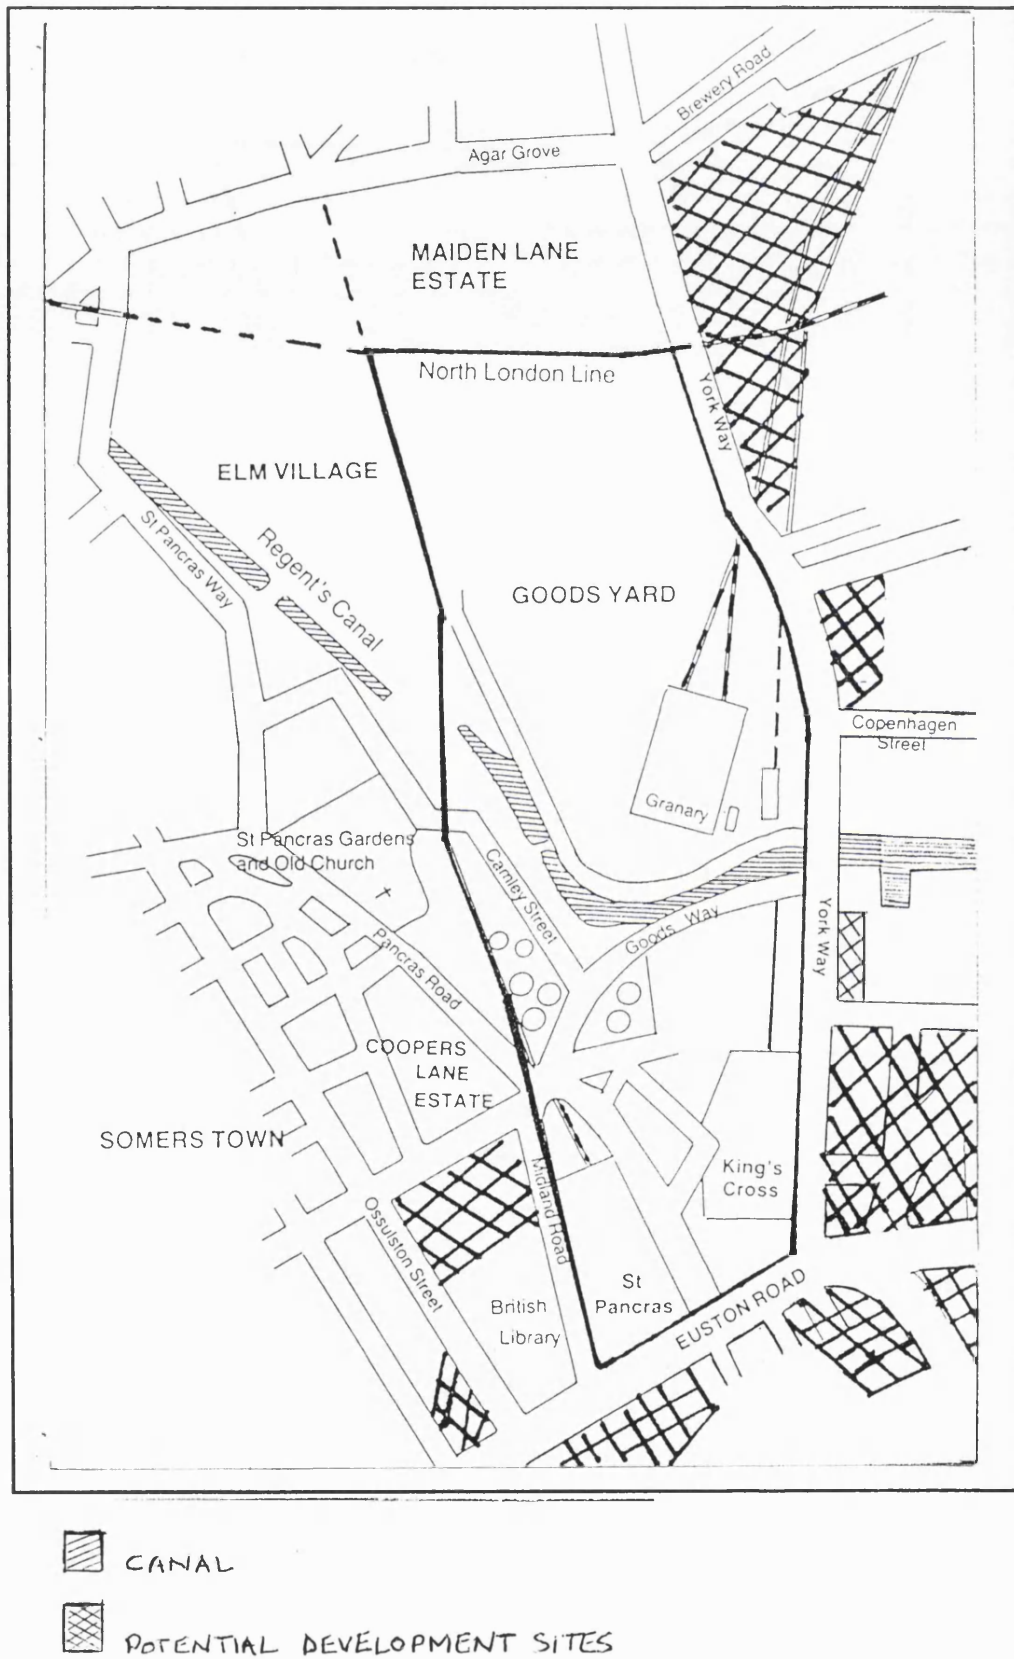 Brewery Road
Agar Grove
MAIDEN LANE
ESTATE
North London Line
York Way
ELM VILLAGE
St Pancras Way
Regent's Canal
GOODS YARD
Copenhagen
Street
Granary
St Pancras Gardens
and Old Church
Camley Street
Goods Way
York Way
Pancras Road
COOPERS
LANE
ESTATE
SOMERS TOWN
King's
Cross
Midland Road
Ossulston Street
St
Pancras
British
Library
EUSTON ROAD
CANAL
POTENTIAL DEVELOPMENT SITES